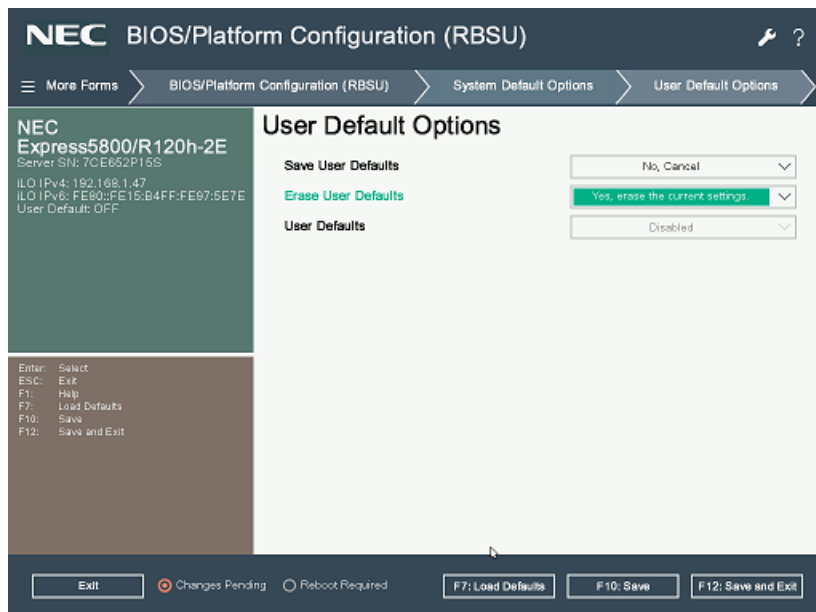 NEC BIOS/Platform Configuration (RBSU) ?
More Forms BIOS/Platform Configuration (RBSU) System Default Options User Default Options
NEC
Express5800/R120h-2E
Server SN: 7CE652P15S
iLO IPv4: 192.168.1.47
iLO IPv6: FE80::FE15:B4FF:FE97:5E7E
User Default: OFF
User Default Options
Save User Defaults No, Cancel
Erase User Defaults Yes, erase the current settings.
User Defaults Disabled
Enter: Select
ESC: Exit
F1: Help
F7: Load Defaults
F10: Save
F12: Save and Exit
Exit Changes Pending Reboot Required F7: Load Defaults F10: Save F12: Save and Exit